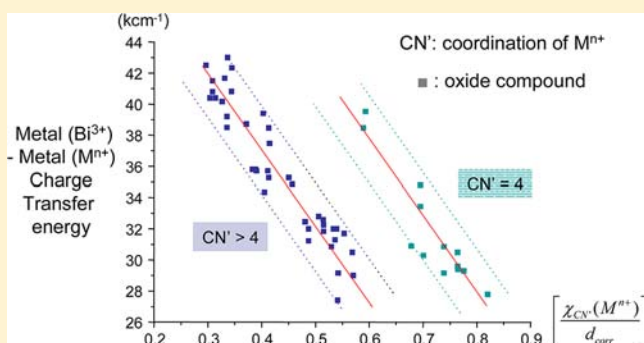 (kcm⁻¹)
44
42
40
38
36
34
32
30
28
26
Metal (Bi³⁺)
- Metal (Mⁿ⁺)
Charge
Transfer
energy
CN': coordination of Mⁿ⁺
: oxide compound
CN' = 4
CN' > 4
0.2 0.3 0.4 0.5 0.6 0.7 0.8 0.9
χCN'(Mⁿ⁺)
dcorr